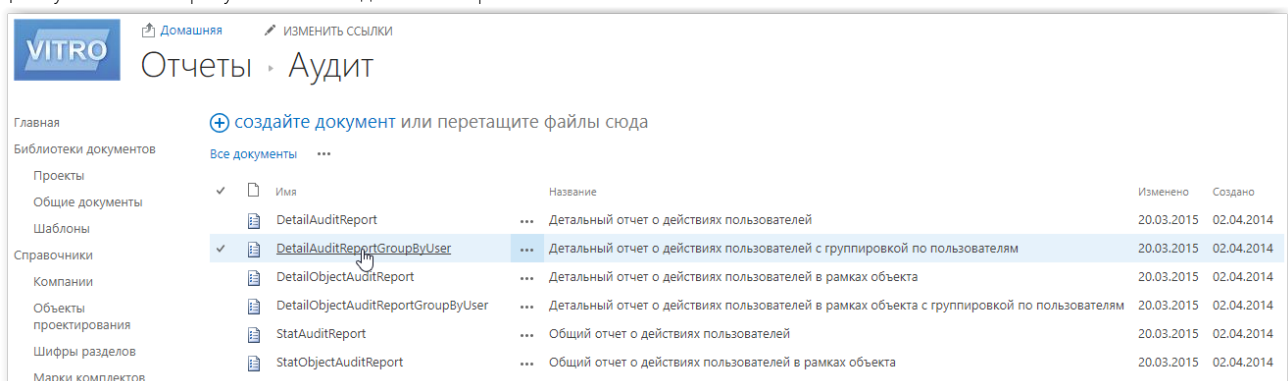 VITRO
Домашняя
ИЗМЕНИТЬ ССЫЛКИ
Отчеты Аудит
Главная
Библиотеки документов
Проекты
Общие документы
Шаблоны
Справочники
Компании
Объекты
проектирования
Шифры разделов
Марки комплектов
создайте документ или перетащите файлы сюда
Все документы ...
Имя Название Изменено Создано
DetailAuditReport ... Детальный отчет о действиях пользователей 20.03.2015 02.04.2014
DetailAuditReportGroupByUser ... Детальный отчет о действиях пользователей с группировкой по пользователям 20.03.2015 02.04.2014
DetailObjectAuditReport ... Детальный отчет о действиях пользователей в рамках объекта 20.03.2015 02.04.2014
DetailObjectAuditReportGroupByUser ... Детальный отчет о действиях пользователей в рамках объекта с группировкой по пользователям 20.03.2015 02.04.2014
StatAuditReport ... Общий отчет о действиях пользователей 20.03.2015 02.04.2014
StatObjectAuditReport ... Общий отчет о действиях пользователей в рамках объекта 20.03.2015 02.04.2014